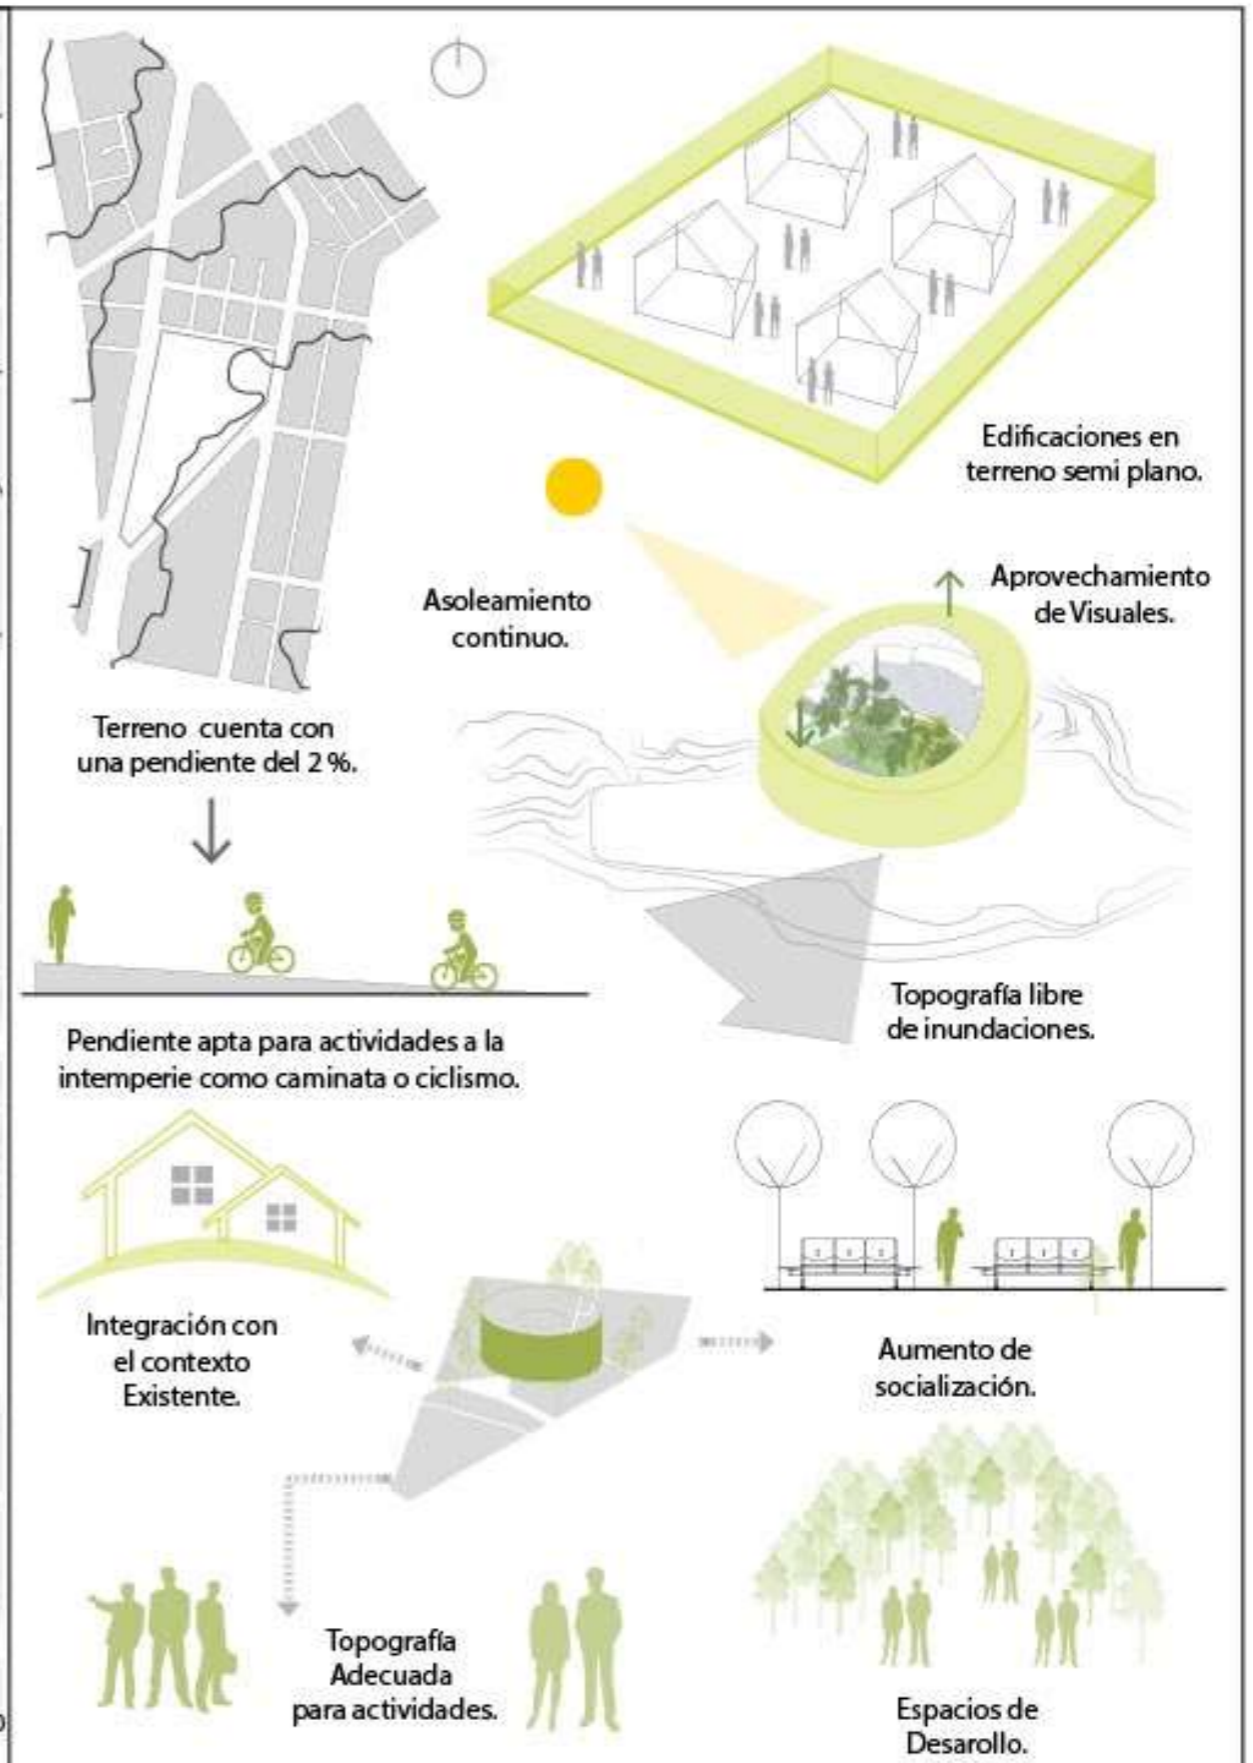 Edificaciones en
terreno semi plano.
Asoleamiento
continuo.
Aprovechamiento
de Visuales.
Terreno cuenta con
una pendiente del 2 %.
Topografía libre
de inundaciones.
Pendiente apta para actividades a la
intemperie como caminata o ciclismo.
Integración con
el contexto
Existente.
Aumento de
socialización.
Topografía
Adecuada
para actividades.
Espacios de
Desarollo.